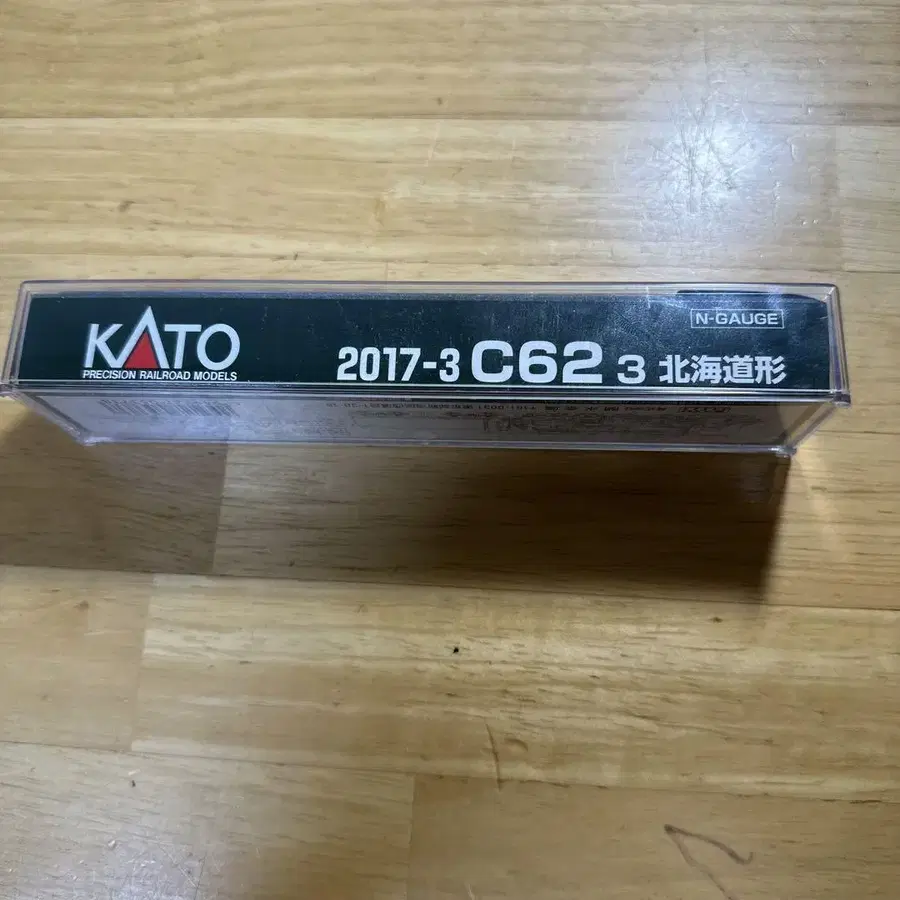 KATO
PRECISION RAILROAD MODELS
N-GAUGE
2017-3 C62 3 北海道形